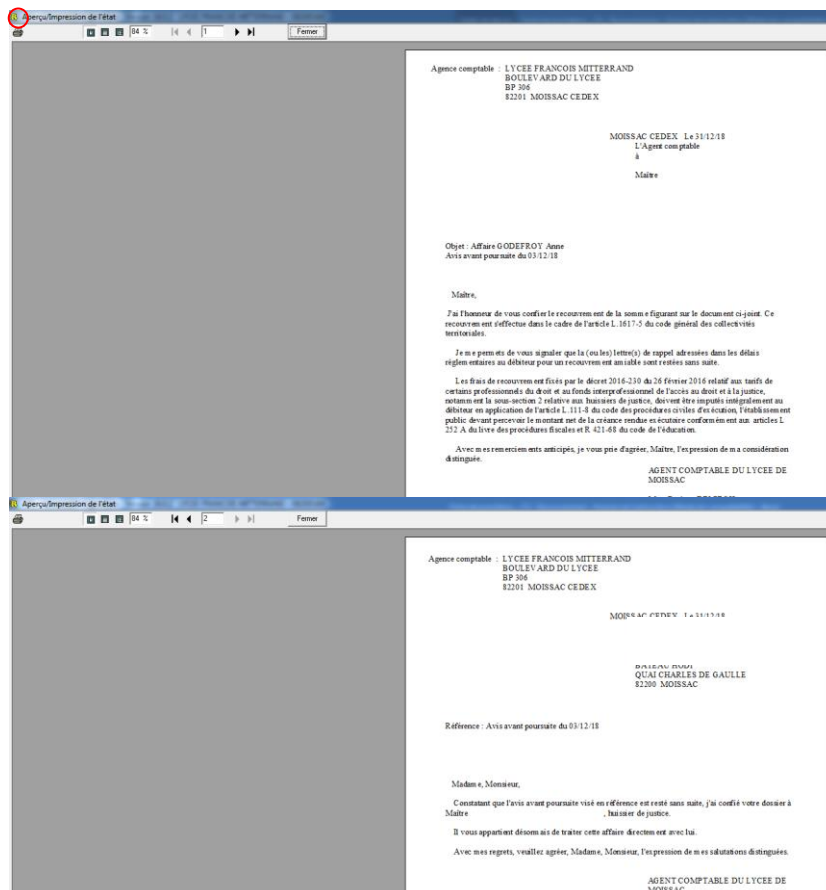 Aperçu/Impression de l'état
84 %
1
Fermer
Agence comptable : LYCEE FRANCOIS MITTERRAND
BOULEVARD DU LYCEE
BP 306
82201 MOISSAC CEDEX
MOISSAC CEDEX Le 31/12/18
L'Agent comptable
à
Maître
Objet : Affaire GODEFROY Anne
Avis avant poursuite du 03/12/18
Maître,
J'ai l'honneur de vous confier le recouvrement de la somme figurant sur le document ci-joint. Ce
recouvrement s'effectue dans le cadre de l'article L.1617-5 du code général des collectivités
territoriales.
Je me permets de vous signaler que la (ou les) lettre(s) de rappel adressées dans les délais
réglementaires au débiteur pour un recouvrement amiable sont restées sans suite.
Les frais de recouvrement fixés par le décret 2016-230 du 26 février 2016 relatif aux tarifs de
certains professionnels du droit et au fonds interprofessionnel de l'accès au droit et à la justice,
notamment la sous-section 2 relative aux huissiers de justice, doivent être imputés intégralement au
débiteur en application de l'article L.111-8 du code des procédures civiles d'exécution, l'établissement
public devant percevoir le montant net de la créance rendue exécutoire conformément aux articles L
252 A du livre des procédures fiscales et R 421-68 du code de l'éducation.
Avec mes remerciements anticipés, je vous prie d'agréer, Maître, l'expression de ma considération
distinguée.
AGENT COMPTABLE DU LYCEE DE
MOISSAC
Aperçu/Impression de l'état
84 %
2
Fermer
Agence comptable : LYCEE FRANCOIS MITTERRAND
BOULEVARD DU LYCEE
BP 306
82201 MOISSAC CEDEX
MOISSAC CEDEX Le 31/12/18
BATEAU HODI
QUAI CHARLES DE GAULLE
82200 MOISSAC
Référence : Avis avant poursuite du 03/12/18
Madame, Monsieur,
Constatant que l'avis avant poursuite visé en référence est resté sans suite, j'ai confié votre dossier à
Maître , huissier de justice.
Il vous appartient désormais de traiter cette affaire directement avec lui.
Avec mes regrets, veuillez agréer, Madame, Monsieur, l'expression de mes salutations distinguées.
AGENT COMPTABLE DU LYCEE DE
MOISSAC